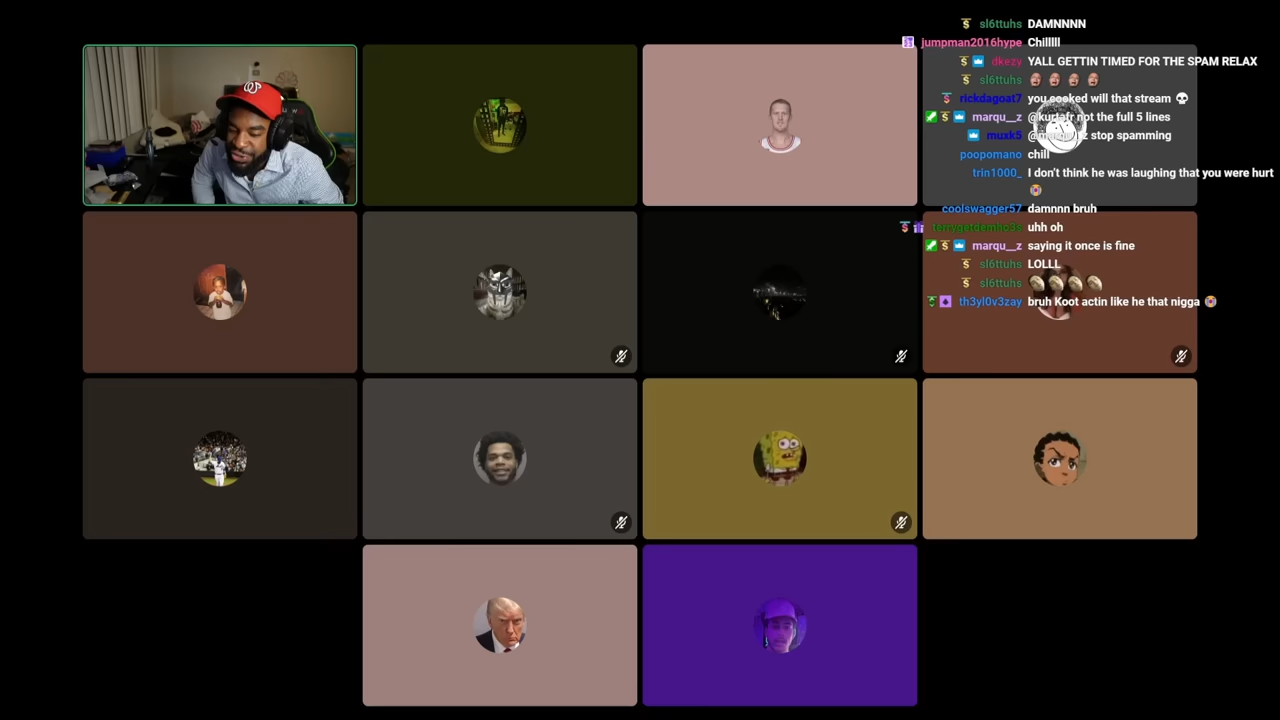 sl6ttuhs DAMNNNN
jumpman2016hype Chilllll
dkezy YALL GETTIN TIMED FOR THE SPAM RELAX
sl6ttuhs
rickdagoat7 you cooked will that stream
marqu__z @kurtafr not the full 5 lines
muxk5 stop spamming
poopomano chill
trin1000_ I don't think he was laughing that you were hurt
coolswagger57 damnnn bruh
uhh oh
marqu__z saying it once is fine
sl6ttuhs LOLLL
sl6ttuhs
th3yl0v3zay bruh Koot actin like he that nigga